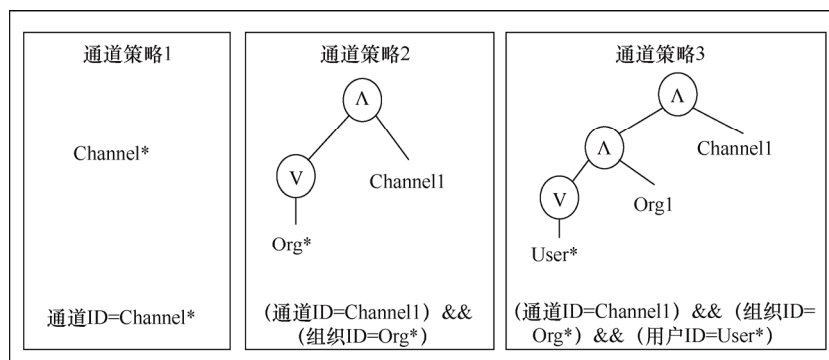 通道策略1
Channel*
通道ID=Channel*
通道策略2
Λ
V
Channel1
Org*
(通道ID=Channel1) &&
(组织ID=Org*)
通道策略3
Λ
Λ
Channel1
V
Org1
User*
(通道ID=Channel1) && (组织ID=
Org*) && (用户ID=User*)